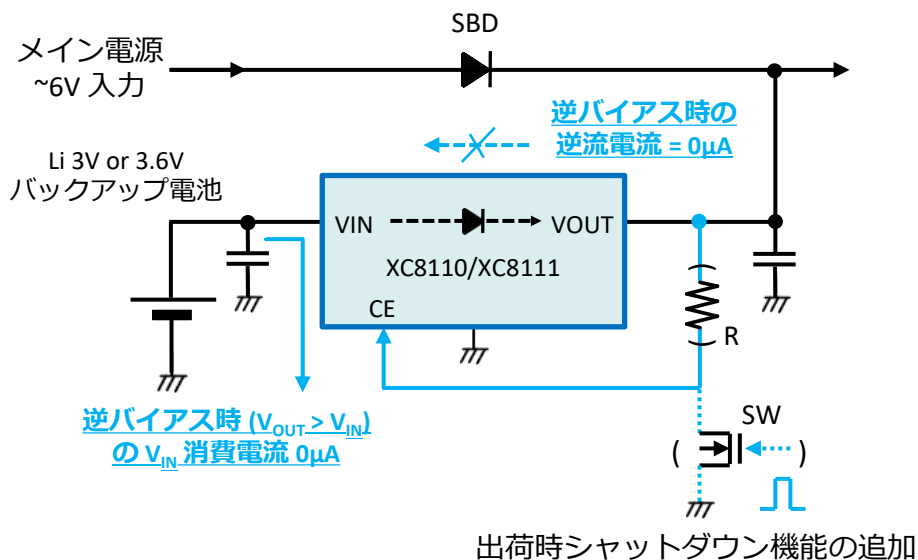 SBD
メイン電源
~6V 入力
逆バイアス時の
逆流電流 = 0µA
Li 3V or 3.6V
バックアップ電池
VIN
VOUT
XC8110/XC8111
CE
( R
)
逆バイアス時 (VOUT > VIN)
の VIN 消費電流 0µA
SW
( )
出荷時シャットダウン機能の追加